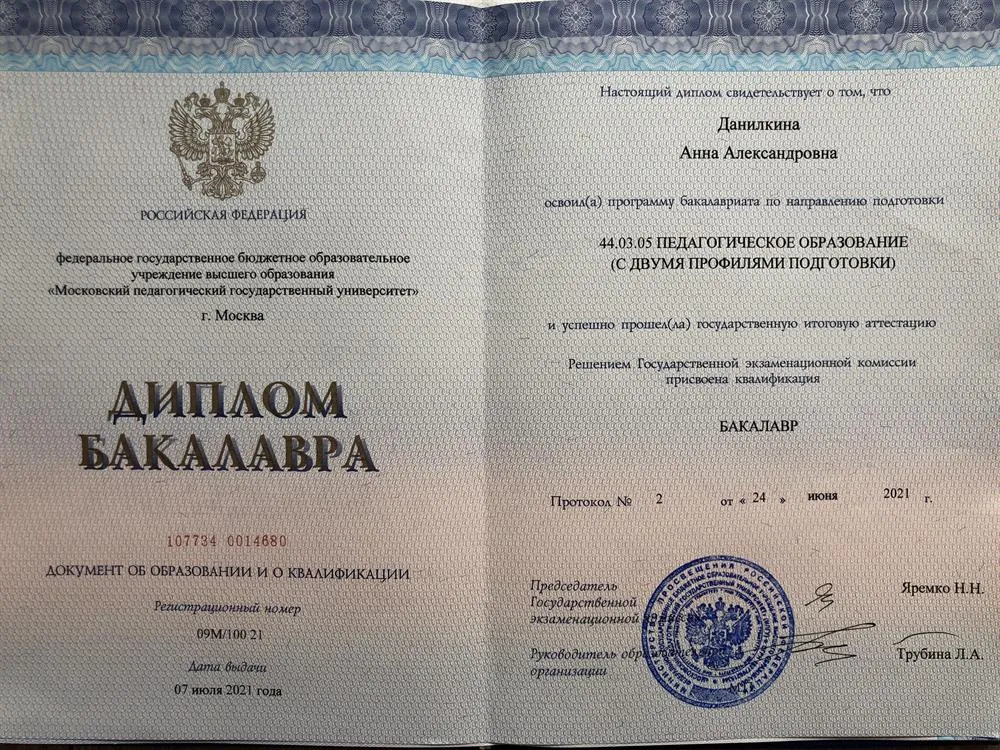 РОССИЙСКАЯ ФЕДЕРАЦИЯ
федеральное государственное бюджетное образовательное
учреждение высшего образования
«Московский педагогический государственный университет»
г. Москва
ДИПЛОМ
БАКАЛАВРА
107734 0014680
ДОКУМЕНТ ОБ ОБРАЗОВАНИИ И О КВАЛИФИКАЦИИ
Регистрационный номер
09М/100 21
Дата выдачи
07 июля 2021 года
Настоящий диплом свидетельствует о том, что
Данилкина
Анна Александровна
освоил(а) программу бакалавриата по направлению подготовки
44.03.05 ПЕДАГОГИЧЕСКОЕ ОБРАЗОВАНИЕ
(С ДВУМЯ ПРОФИЛЯМИ ПОДГОТОВКИ)
и успешно прошел(ла) государственную итоговую аттестацию
Решением Государственной экзаменационной комиссии
присвоена квалификация
БАКАЛАВР
Протокол № 2 от « 24 » июня 2021 г.
Председатель
Государственной
экзаменационной
Яремко Н.Н.
Руководитель
организации
Трубина Л.А.